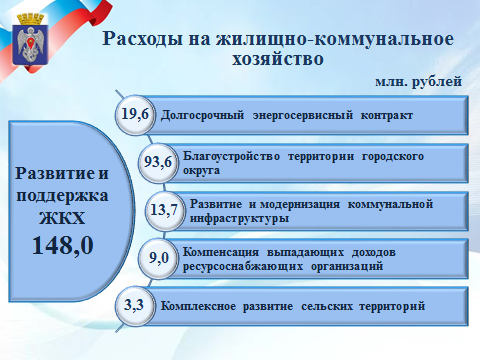 Расходы на жилищно-коммунальное
хозяйство
млн. рублей
Развитие и
поддержка
ЖКХ
148,0
19,6 Долгосрочный энергосервисный контракт
93,6 Благоустройство территории городского
округа
13,7 Развитие и модернизация коммунальной
инфраструктуры
9,0 Компенсация выпадающих доходов
ресурсоснабжающих организаций
3,3 Комплексное развитие сельских территорий